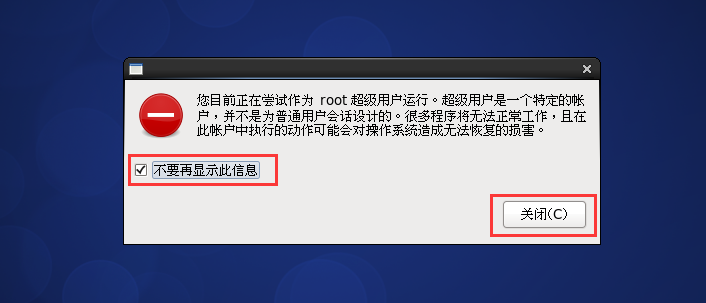 您目前正在尝试作为 root 超级用户运行。超级用户是一个特定的帐
户，并不是为普通用户会话设计的。很多程序将无法正常工作，且在
此帐户中执行的动作可能会对操作系统造成无法恢复的损害。
不要再显示此信息
关闭(C)